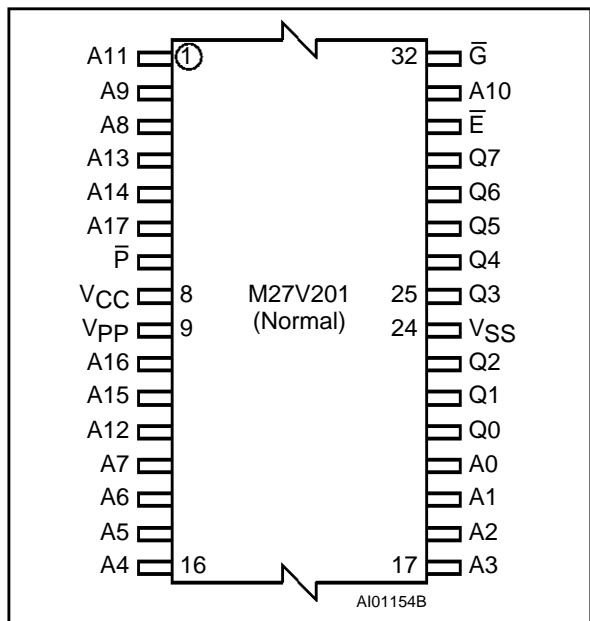 A11 1 32 G̅
A9 A10
A8 E̅
A13 Q7
A14 Q6
A17 Q5
P̅ Q4
VCC 8 M27V201 25 Q3
VPP 9 (Normal) 24 VSS
A16 Q2
A15 Q1
A12 Q0
A7 A0
A6 A1
A5 A2
A4 16 17 A3
AI01154B